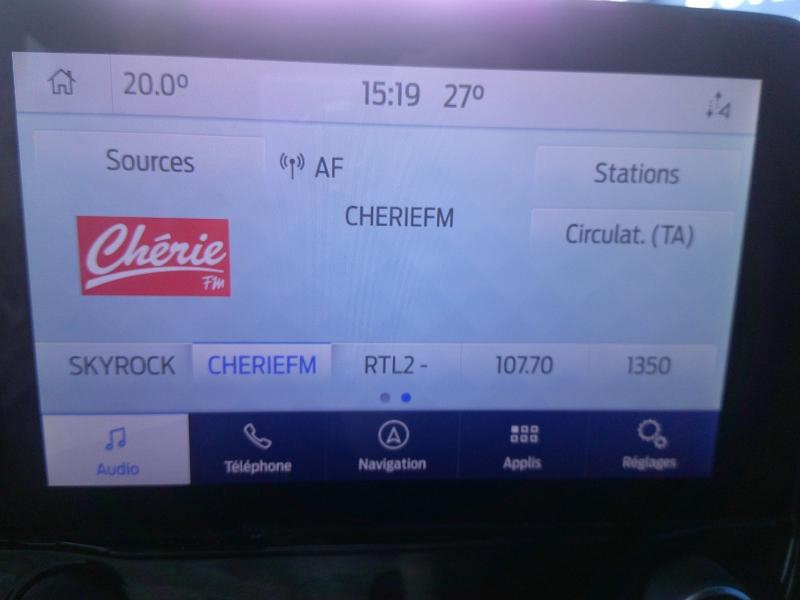 20.0° 15:19 27° 4
Sources AF Stations
CHERIEFM
Circulat. (TA)
Chérie
FM
SKYROCK CHERIEFM RTL2 - 107.70 1350
Audio Téléphone Navigation Applis Réglages